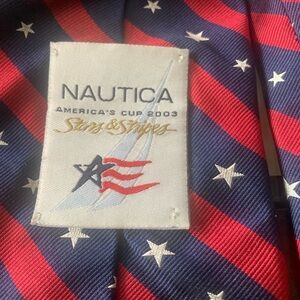 NAUTICA
AMERICA'S CUP 2003
Stars & Stripes